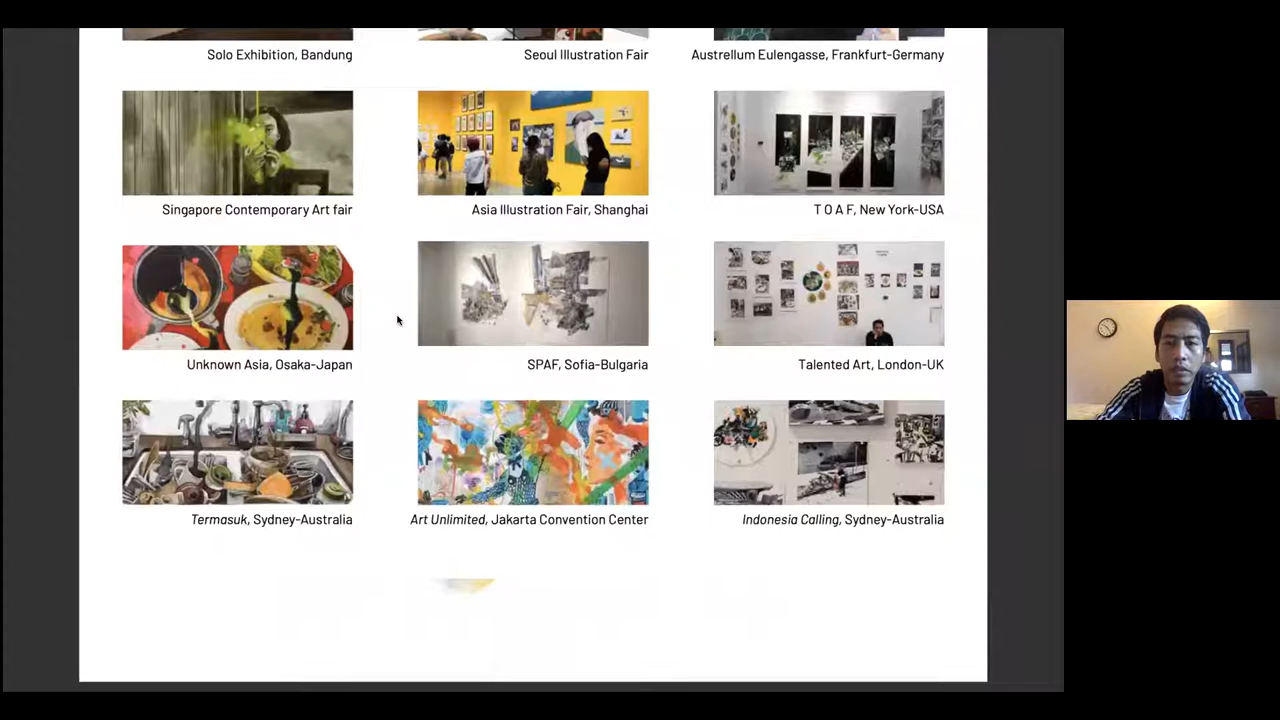 Solo Exhibition, Bandung
Seoul Illustration Fair
Austrellum Eulengasse, Frankfurt-Germany
Singapore Contemporary Art fair
Asia Illustration Fair, Shanghai
T O A F, New York-USA
Unknown Asia, Osaka-Japan
SPAF, Sofia-Bulgaria
Talented Art, London-UK
Termasuk, Sydney-Australia
Art Unlimited, Jakarta Convention Center
Indonesia Calling, Sydney-Australia